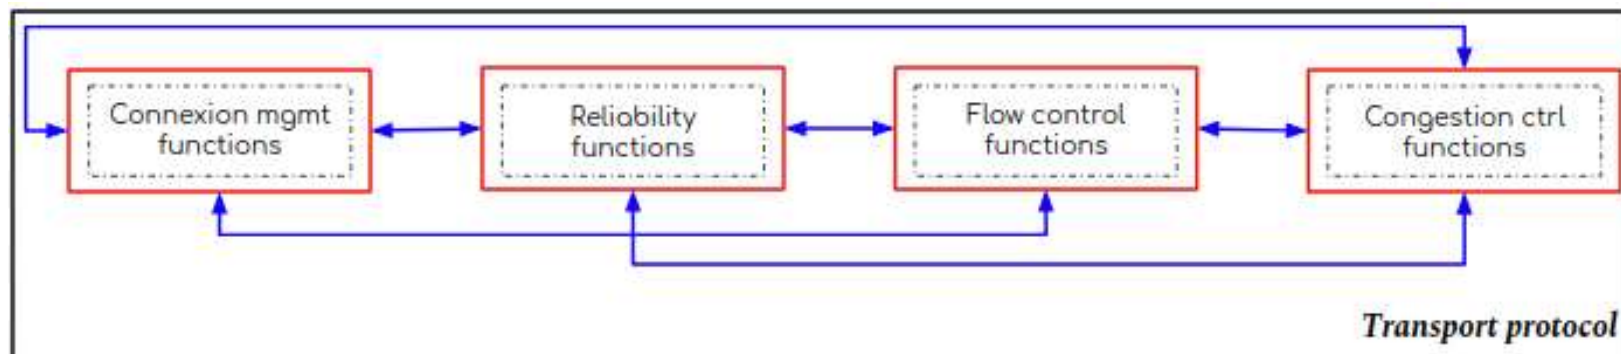 Connexion mgmt
functions
Reliability
functions
Flow control
functions
Congestion ctrl
functions
Transport protocol